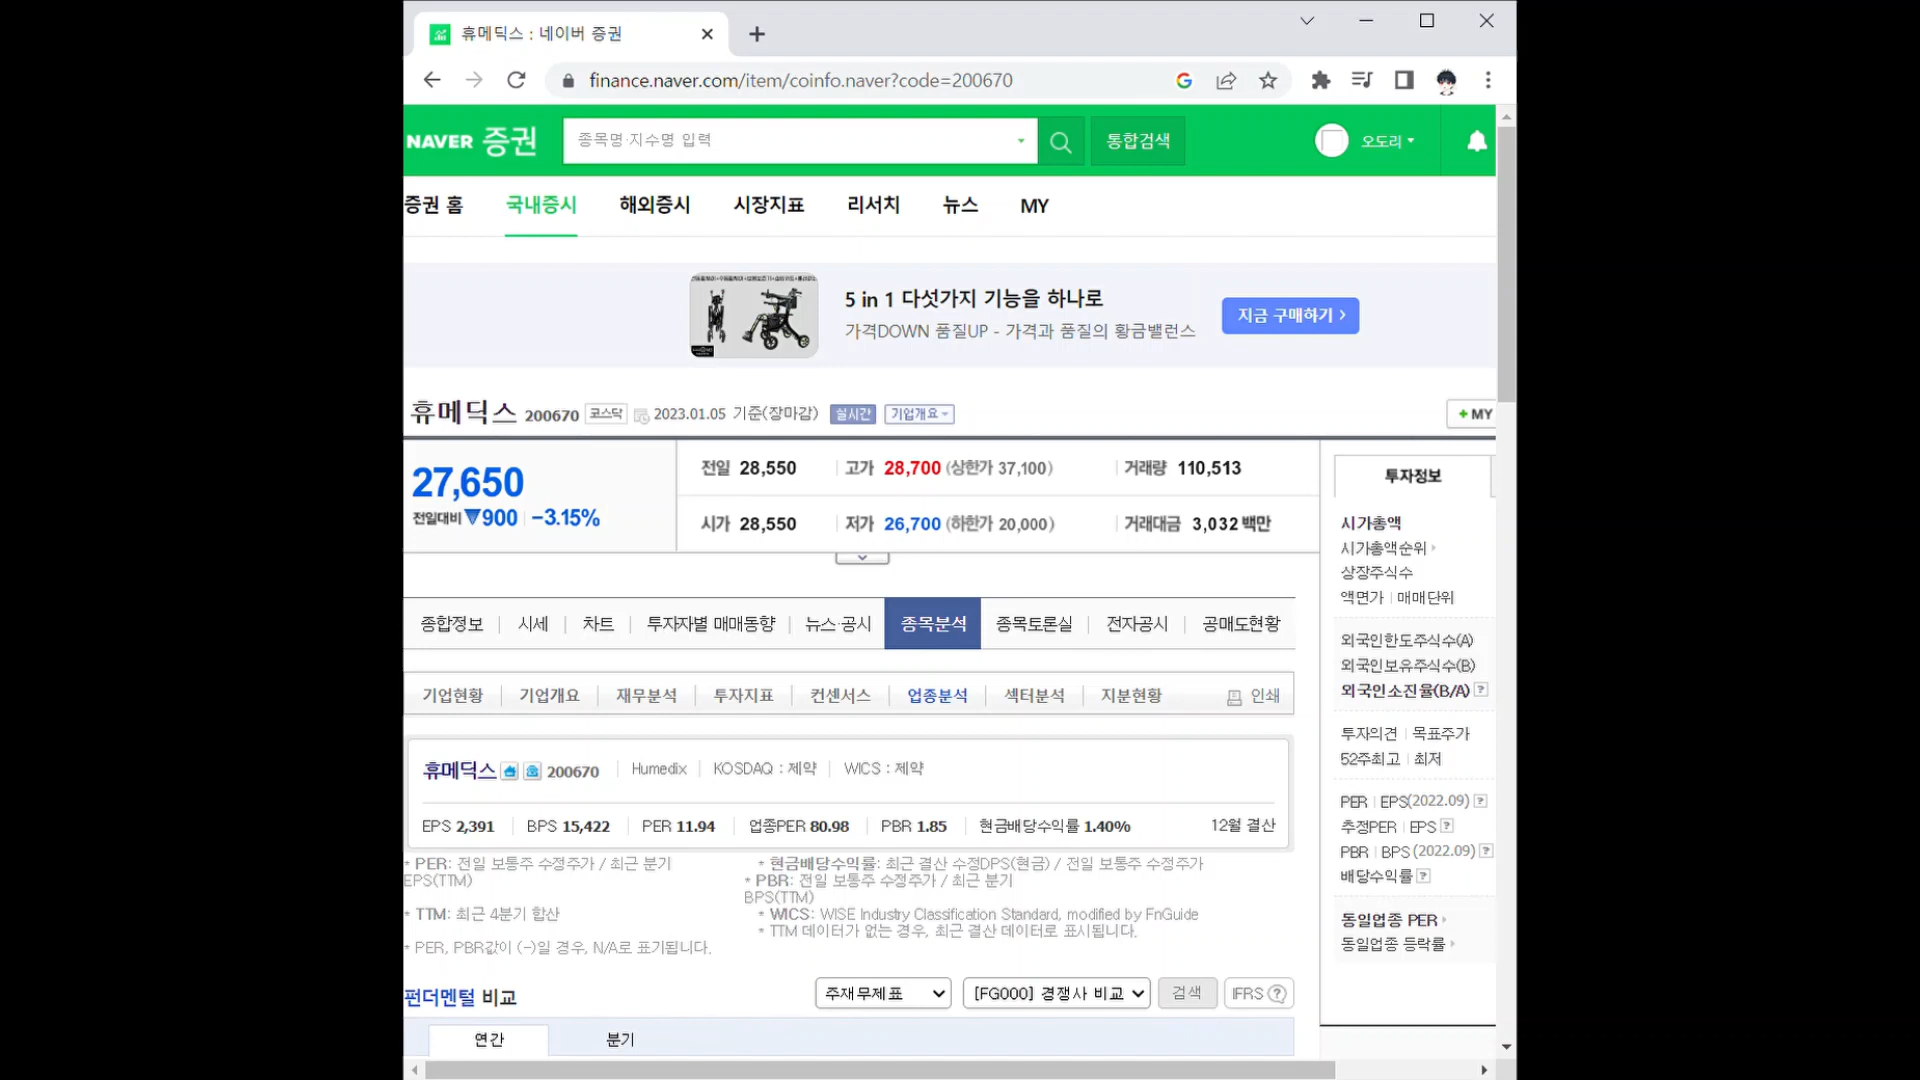 휴메딕스 : 네이버 증권
finance.naver.com/item/coinfo.naver?code=200670
NAVER 증권
종목명·지수명 입력
통합검색
오도리
증권 홈 국내증시 해외증시 시장지표 리서치 뉴스 MY
5 in 1 다섯가지 기능을 하나로
가격DOWN 품질UP - 가격과 품질의 황금밸런스
지금 구매하기 >
휴메딕스 200670 코스닥 2023.01.05 기준(장마감) 실시간 기업개요
+ MY
27,650
전일대비 ▼900 -3.15%
전일 28,550 고가 28,700 (상한가 37,100) 거래량 110,513
시가 28,550 저가 26,700 (하한가 20,000) 거래대금 3,032 백만
투자정보
시가총액
시가총액순위
상장주식수
액면가 | 매매단위
외국인한도주식수(A)
외국인보유주식수(B)
외국인소진율(B/A) ?
투자의견 | 목표주가
52주최고 | 최저
PER | EPS(2022.09) ?
추정PER | EPS ?
PBR | BPS (2022.09) ?
배당수익률 ?
동일업종 PER
동일업종 등락률
종합정보 시세 차트 투자자별 매매동향 뉴스·공시 종목분석 종목토론실 전자공시 공매도현황
기업현황 기업개요 재무분석 투자지표 컨센서스 업종분석 섹터분석 지분현황 인쇄
휴메딕스 200670 Humedix KOSDAQ : 제약 WICS : 제약
EPS 2,391 BPS 15,422 PER 11.94 업종PER 80.98 PBR 1.85 현금배당수익률 1.40% 12월 결산
* PER: 전일 보통주 수정주가 / 최근 분기
EPS(TTM)
* TTM: 최근 4분기 합산
* PER, PBR값이 (-)일 경우, N/A로 표기됩니다.
* 현금배당수익률: 최근 결산 수정DPS(현금) / 전일 보통주 수정주가
* PBR: 전일 보통주 수정주가 / 최근 분기
BPS(TTM)
* WICS: WISE Industry Classification Standard, modified by FnGuide
* TTM 데이터가 없는 경우, 최근 결산 데이터로 표시됩니다.
펀더멘털 비교
주재무제표 [FG000] 경쟁사 비교 검색 IFRS ?
연간 분기